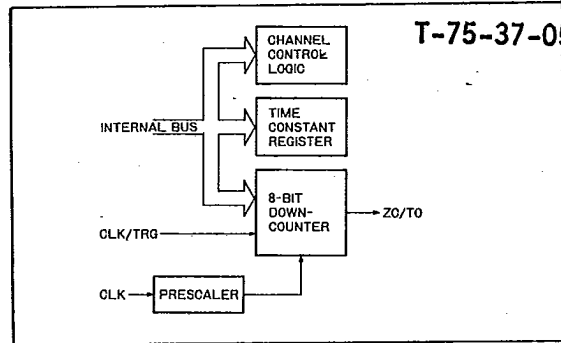 T-75-37-05
CHANNEL
CONTROL
LOGIC
INTERNAL BUS
TIME
CONSTANT
REGISTER
8-BIT
DOWN-
COUNTER
ZC/TO
CLK/TRG
CLK
PRESCALER